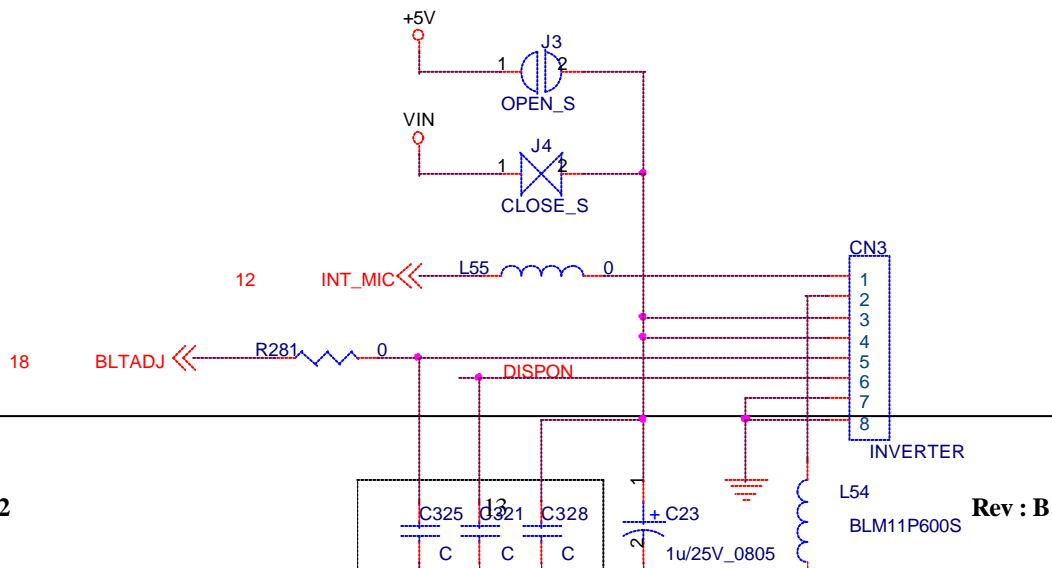 +5V
J3
1 2
OPEN_S
VIN
J4
1 2
CLOSE_S
CN3
12 INT_MIC L55 0 1
2
3
4
18 BLTADJ R281 0 5
DISPON 6
7
8
INVERTER
1
L54
2 13 Rev : B
C325 C321 C328 + C23
BLM11P600S
2
C C C 1u/25V_0805